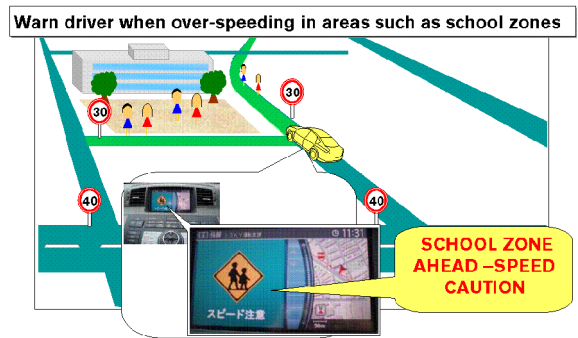 Warn driver when over-speeding in areas such as school zones
30
30
40
40
11:31
スピード注意
SCHOOL ZONE
AHEAD –SPEED
CAUTION